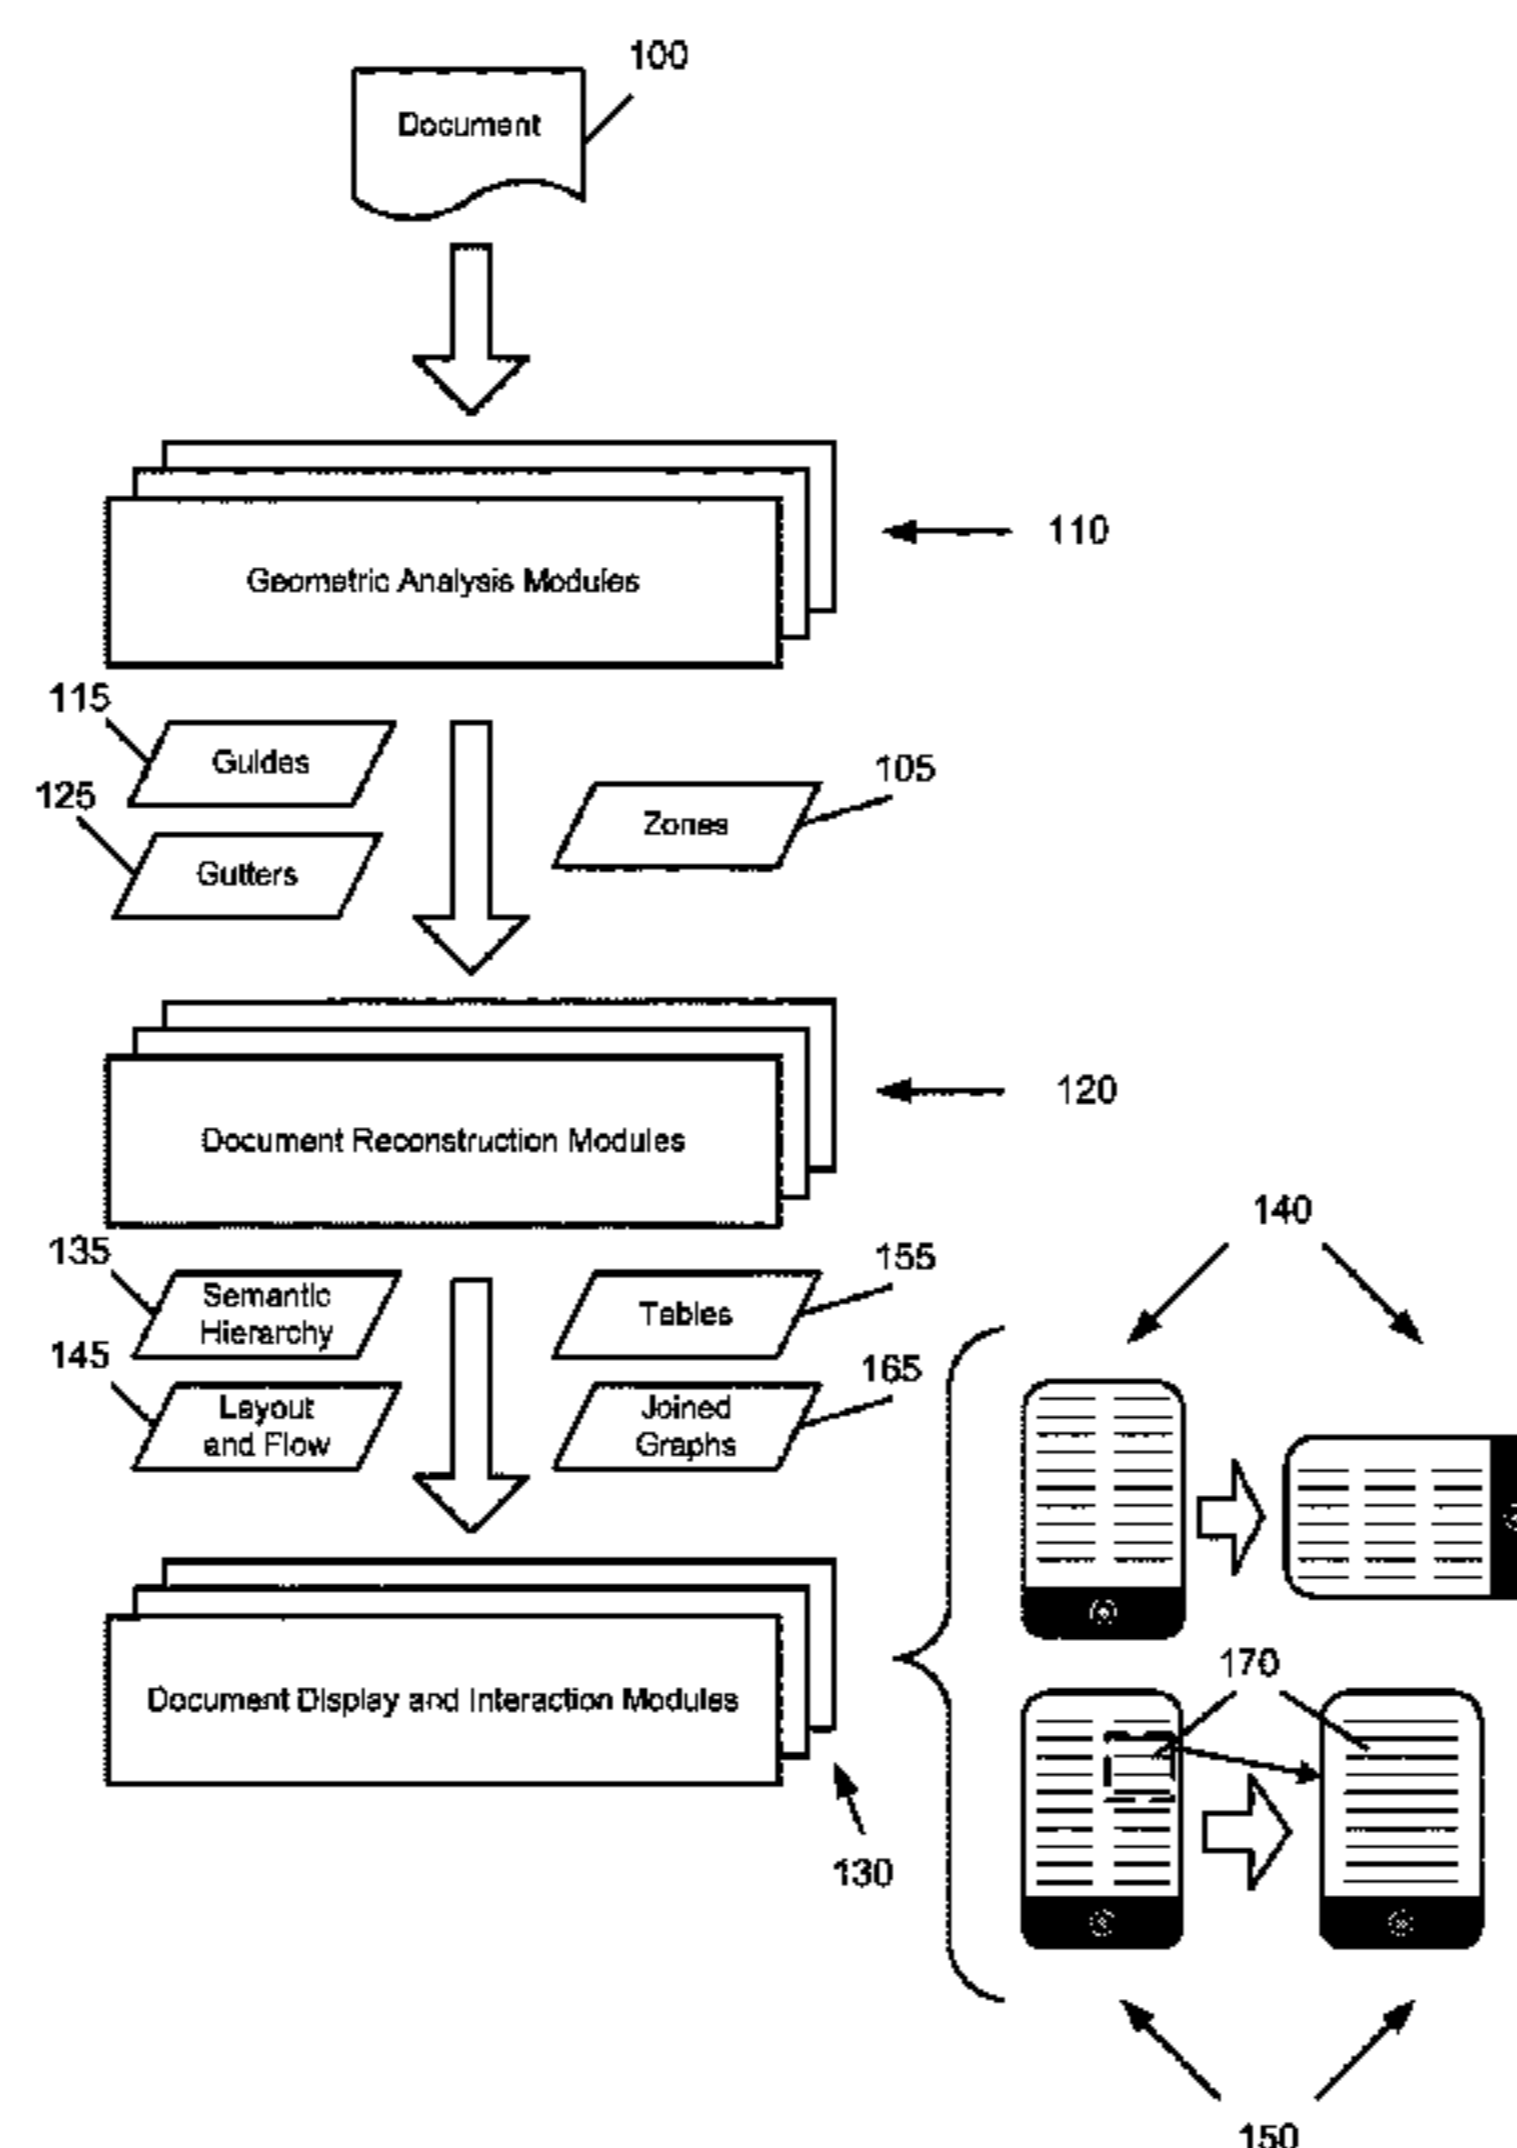 100
Document
110
Geometric Analysis Modules
115
Guides
105
125
Zones
Gutters
120
Document Reconstruction Modules
140
135
155
Semantic
Hierarchy
Tables
145
165
Layout
and Flow
Joined
Graphs
170
Document Display and Interaction Modules
130
150